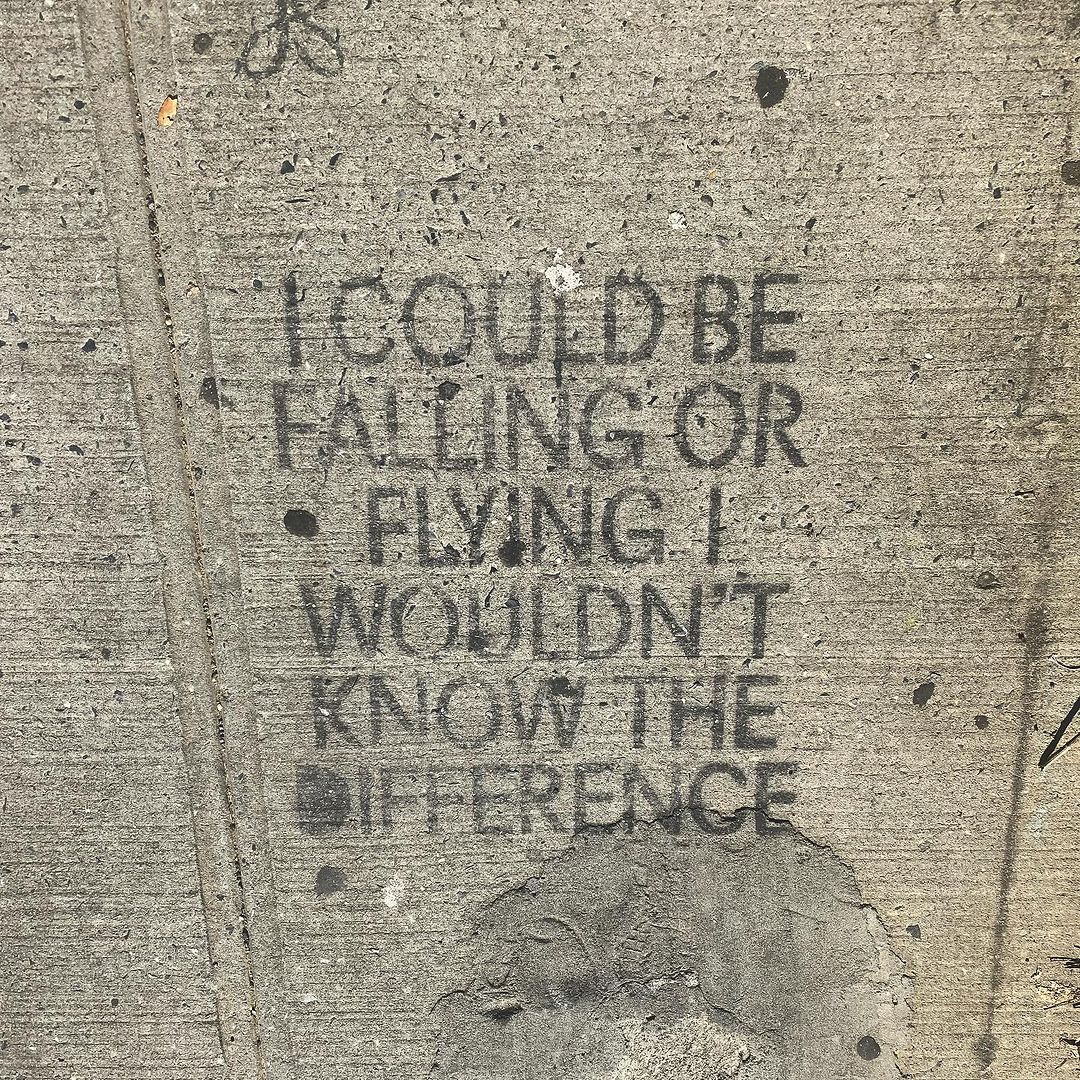 I COULD BE
FALLING OR
FLYING I
WOULDN'T
KNOW THE
DIFFERENCE